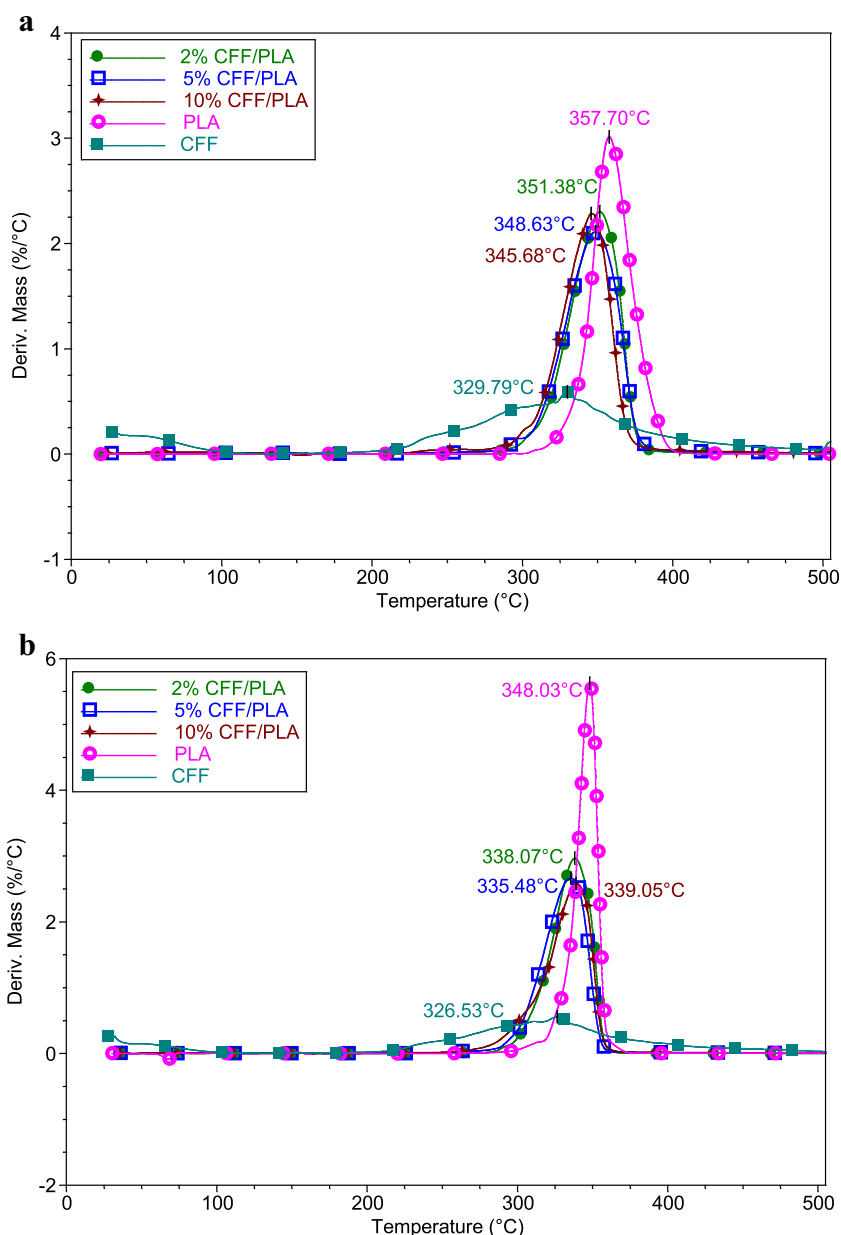 a
4
3
2
1
0
-1
Deriv. Mass (%/°C)
2% CFF/PLA
5% CFF/PLA
10% CFF/PLA
PLA
CFF
357.70°C
351.38°C
348.63°C
345.68°C
329.79°C
0 100 200 300 400 500
Temperature (°C)
b
6
4
2
0
-2
Deriv. Mass (%/°C)
2% CFF/PLA
5% CFF/PLA
10% CFF/PLA
PLA
CFF
348.03°C
338.07°C
335.48°C 339.05°C
326.53°C
0 100 200 300 400 500
Temperature (°C)